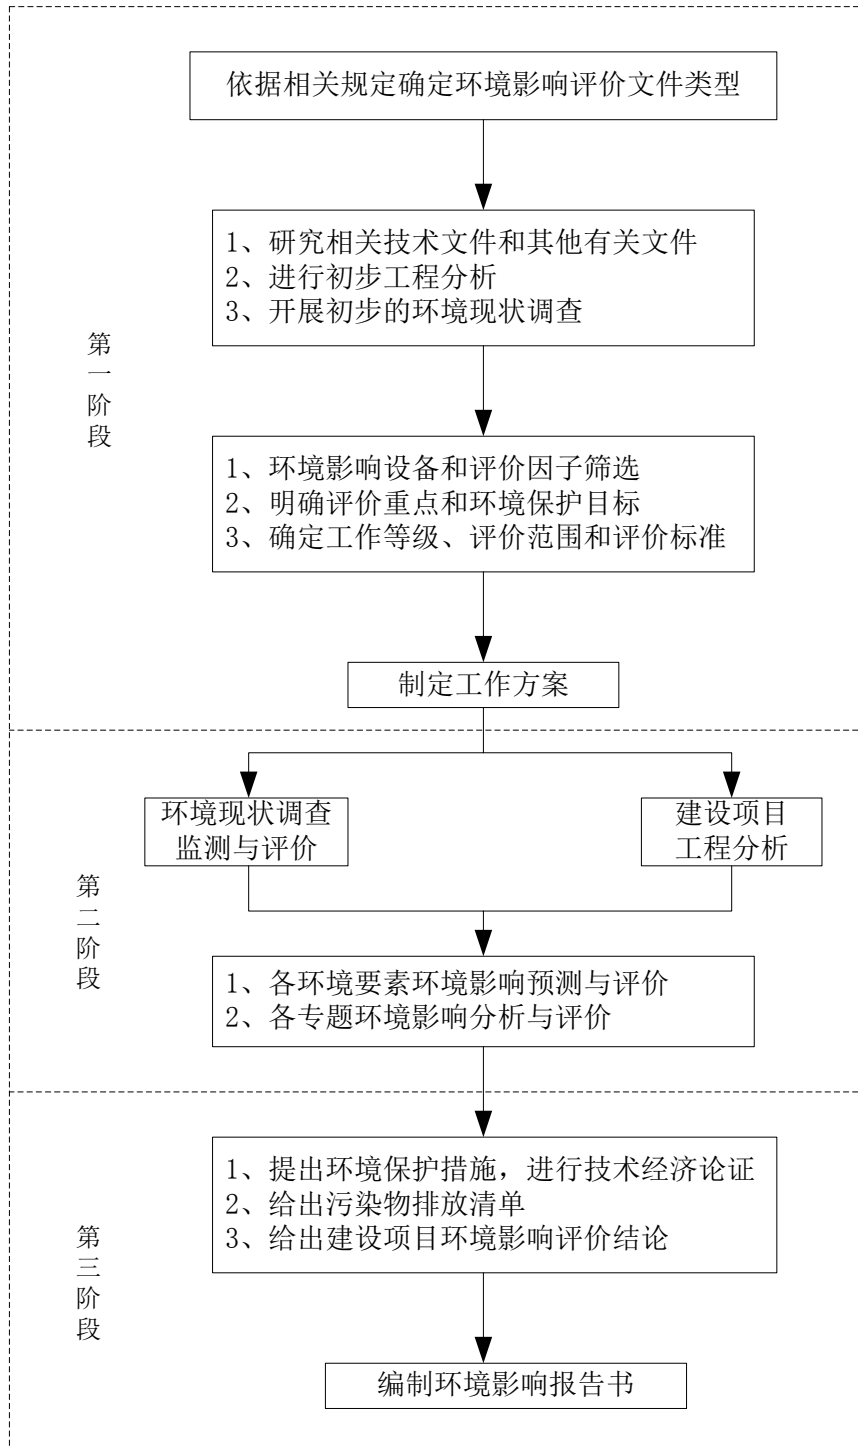 依据相关规定确定环境影响评价文件类型
1、研究相关技术文件和其他有关文件
2、进行初步工程分析
3、开展初步的环境现状调查
第一阶段
1、环境影响设备和评价因子筛选
2、明确评价重点和环境保护目标
3、确定工作等级、评价范围和评价标准
制定工作方案
环境现状调查
监测与评价
建设项目
工程分析
第二阶段
1、各环境要素环境影响预测与评价
2、各专题环境影响分析与评价
第三阶段
1、提出环境保护措施，进行技术经济论证
2、给出污染物排放清单
3、给出建设项目环境影响评价结论
编制环境影响报告书